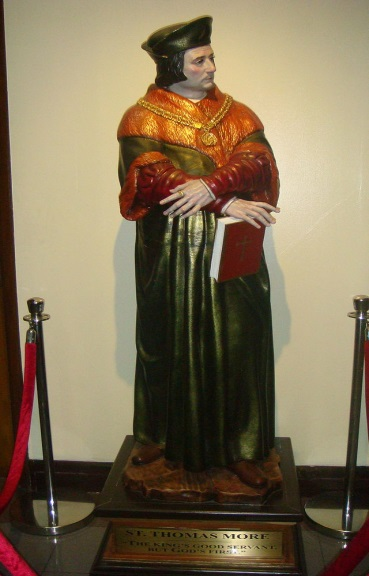 ST. THOMAS MORE
"THE KING'S GOOD SERVANT,
BUT GOD'S FIRST."